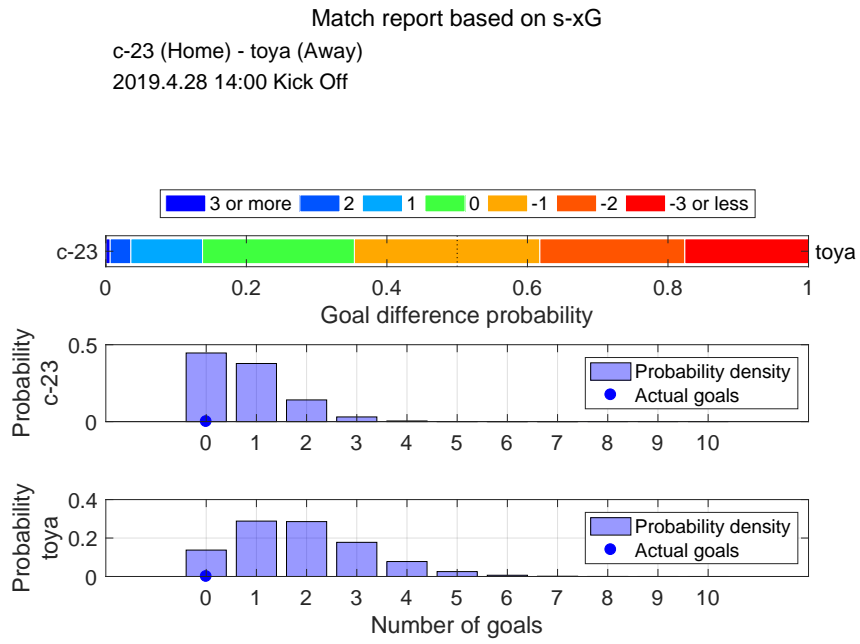 Match report based on s-xG
c-23 (Home) - toya (Away)
2019.4.28 14:00 Kick Off
3 or more 2 1 0 -1 -2 -3 or less
c-23 toya
0 0.2 0.4 0.6 0.8 1
Goal difference probability
Probability
c-23
0.5
0
Probability density
Actual goals
0 1 2 3 4 5 6 7 8 9 10
Probability
toya
0.4
0.2
0
Probability density
Actual goals
0 1 2 3 4 5 6 7 8 9 10
Number of goals